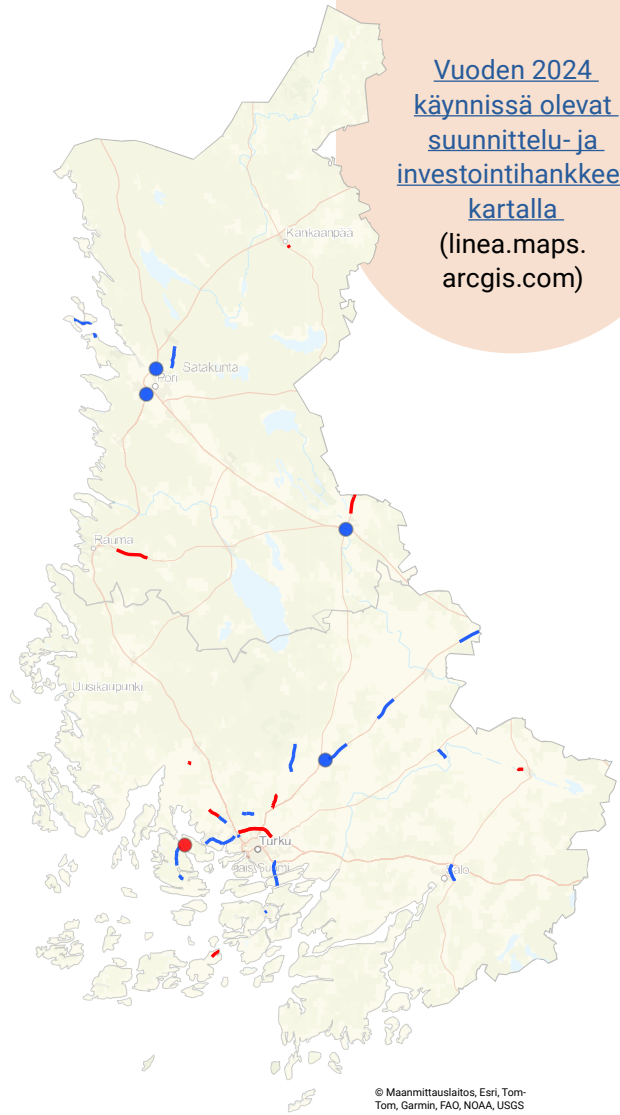 Vuoden 2024
käynnissä olevat
suunnittelu- ja
investointihankkee
kartalla
(linea.maps.
arcgis.com)
Kankaanpää
Satakunta
Pori
Rauma
Uusikaupunki
Turku
Salo
© Maanmittauslaitos, Esri, Tom-
Tom, Garmin, FAO, NOAA, USGS